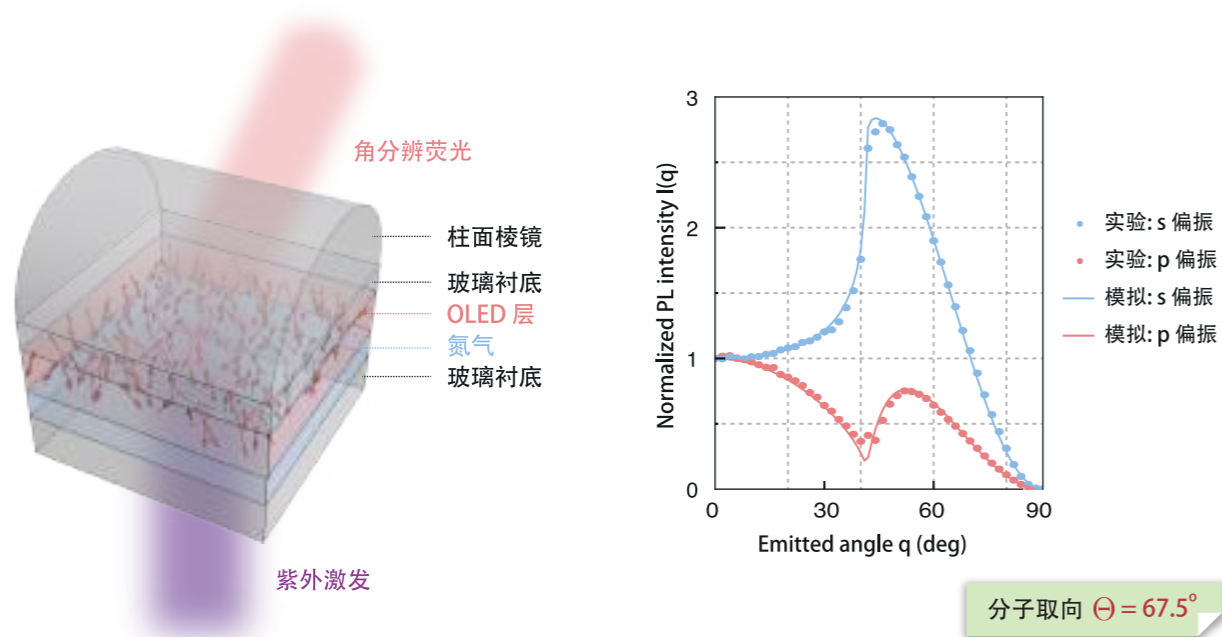 角分辨荧光
柱面棱镜
玻璃衬底
OLED 层
氮气
玻璃衬底
紫外激发
Normalized PL intensity I(q)
3
2
1
0
0
30
60
90
Emitted angle q (deg)
实验: s 偏振
实验: p 偏振
模拟: s 偏振
模拟: p 偏振
分子取向 Θ = 67.5°